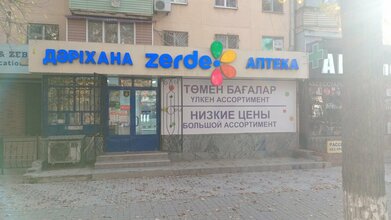 ДӘРІХАНА zerde АПТЕКА
ТӨМЕН БАҒАЛАР
ҮЛКЕН АССОРТИМЕНТ
НИЗКИЕ ЦЕНЫ
БОЛЬШОЙ АССОРТИМЕНТ